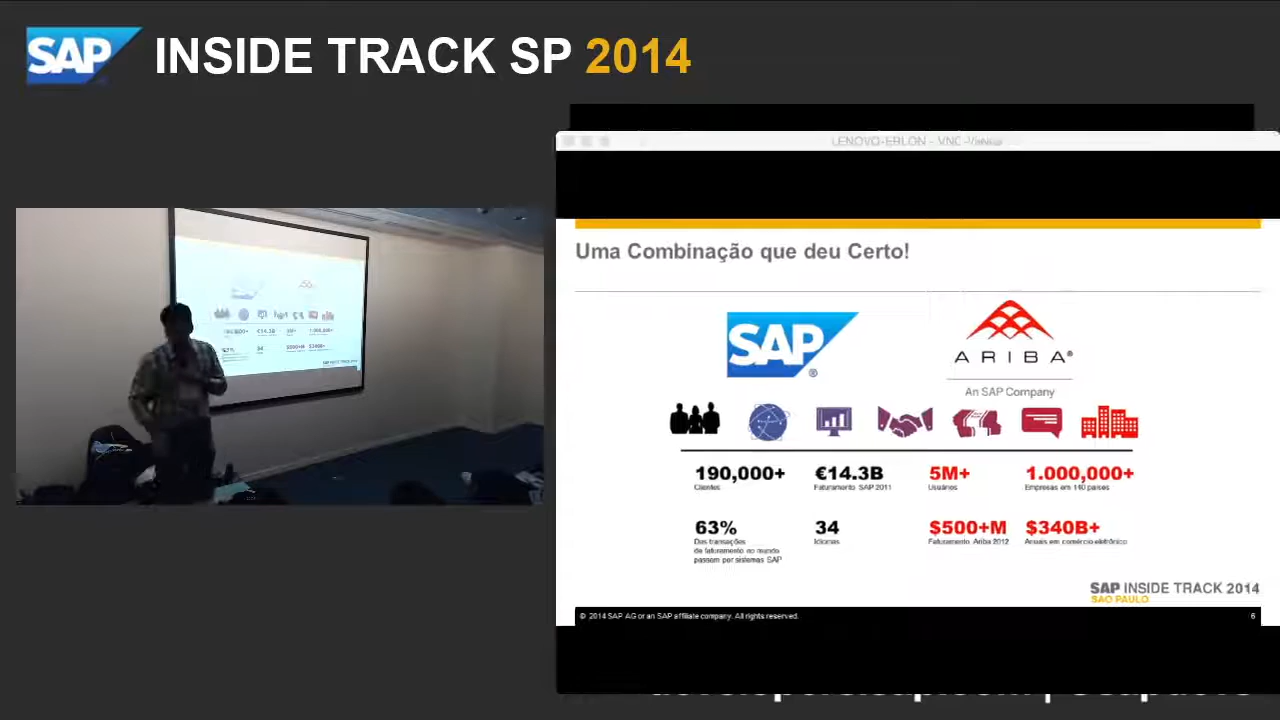 SAP INSIDE TRACK SP 2014
Uma Combinação que deu Certo!
SAP
ARIBA
An SAP Company
190,000+ €14.3B 5M+ 1.000,000+
Clientes Faturamento SAP 2011 Usuários Empresas em 190 países
63% 34 $500+M $340B+
Das transações Idiomas Faturamento Ariba 2012 Anuais em comércio eletrônico
de faturamento no mundo
passam por sistemas SAP
SAP INSIDE TRACK 2014
SAO PAULO
© 2014 SAP AG or an SAP affiliate company. All rights reserved. 6